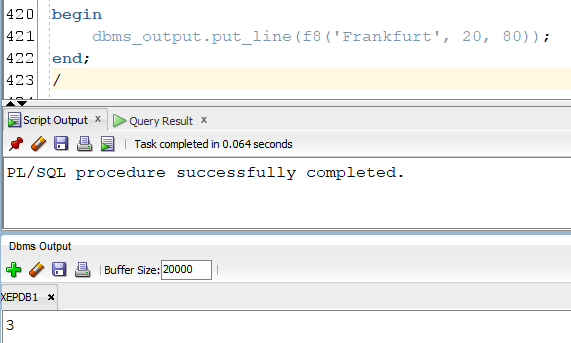 420 begin
421 dbms_output.put_line(f8('Frankfurt', 20, 80));
422 end;
423 /
Script Output x Query Result x
Task completed in 0.064 seconds
PL/SQL procedure successfully completed.
Dbms Output
Buffer Size: 20000
XEPDB1 x
3